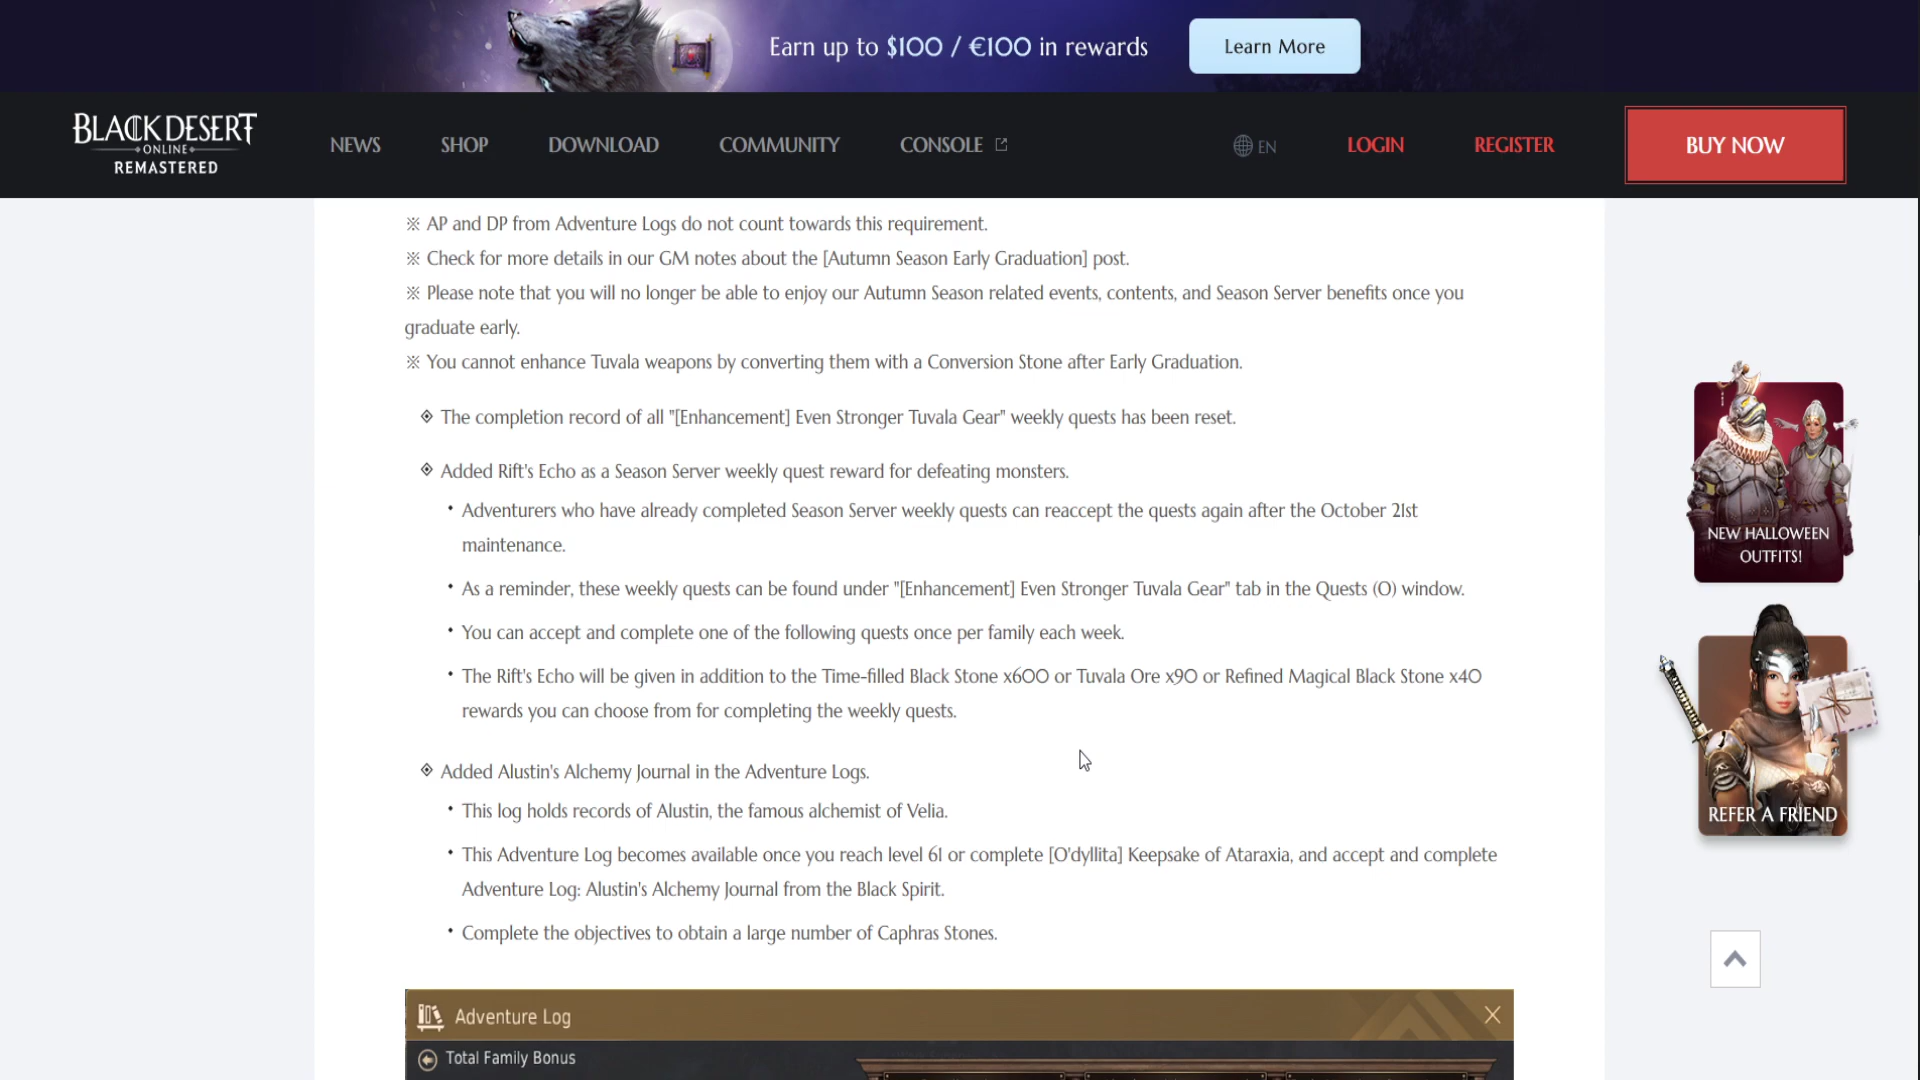 Earn up to $100 / €100 in rewards
Learn More
BLACK DESERT
ONLINE
REMASTERED
NEWS
SHOP
DOWNLOAD
COMMUNITY
CONSOLE
EN
LOGIN
REGISTER
BUY NOW
※ AP and DP from Adventure Logs do not count towards this requirement.
※ Check for more details in our GM notes about the [Autumn Season Early Graduation] post.
※ Please note that you will no longer be able to enjoy our Autumn Season related events, contents, and Season Server benefits once you
graduate early.
※ You cannot enhance Tuvala weapons by converting them with a Conversion Stone after Early Graduation.
◈ The completion record of all "[Enhancement] Even Stronger Tuvala Gear" weekly quests has been reset.
◈ Added Rift's Echo as a Season Server weekly quest reward for defeating monsters.
• Adventurers who have already completed Season Server weekly quests can reaccept the quests again after the October 21st
maintenance.
• As a reminder, these weekly quests can be found under "[Enhancement] Even Stronger Tuvala Gear" tab in the Quests (O) window.
• You can accept and complete one of the following quests once per family each week.
• The Rift's Echo will be given in addition to the Time-filled Black Stone x600 or Tuvala Ore x90 or Refined Magical Black Stone x40
rewards you can choose from for completing the weekly quests.
◈ Added Alustin's Alchemy Journal in the Adventure Logs.
• This log holds records of Alustin, the famous alchemist of Velia.
• This Adventure Log becomes available once you reach level 61 or complete [O'dyllita] Keepsake of Ataraxia, and accept and complete
Adventure Log: Alustin's Alchemy Journal from the Black Spirit.
• Complete the objectives to obtain a large number of Caphras Stones.
Adventure Log
Total Family Bonus
NEW HALLOWEEN
OUTFITS!
REFER A FRIEND